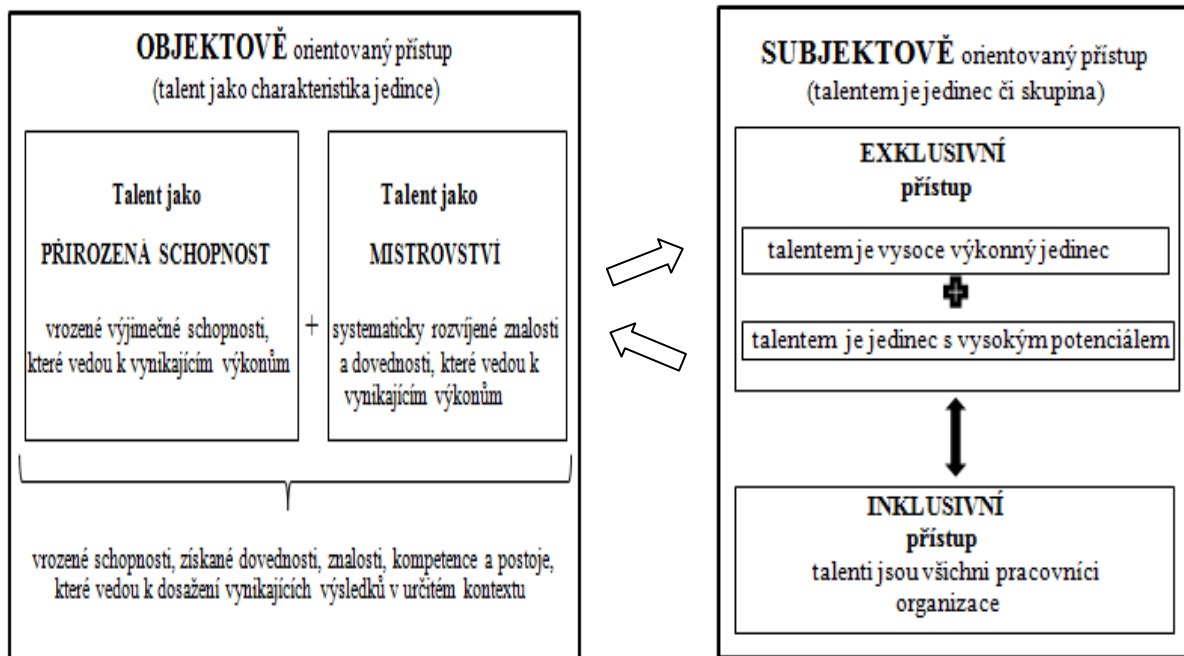 OBJEKTOVĚ orientovaný přístup
(talent jako charakteristika jedince)
Talent jako
PŘIROZENÁ SCHOPNOST
vrozené výjimečné schopnosti,
které vedou k vynikajícím výkonům
+
Talent jako
MISTROVSTVÍ
systematicky rozvíjené znalosti
a dovednosti, které vedou k
vynikajícím výkonům
vrozené schopnosti, získané dovednosti, znalosti, kompetence a postoje,
které vedou k dosažení vynikajících výsledků v určitém kontextu
SUBJEKTOVĚ orientovaný přístup
(talentem je jedinec či skupina)
EXKLUSIVNÍ
přístup
talentem je vysoce výkonný jedinec
talentem je jedinec s vysokým potenciálem
INKLUSIVNÍ
přístup
talenti jsou všichni pracovníci
organizace